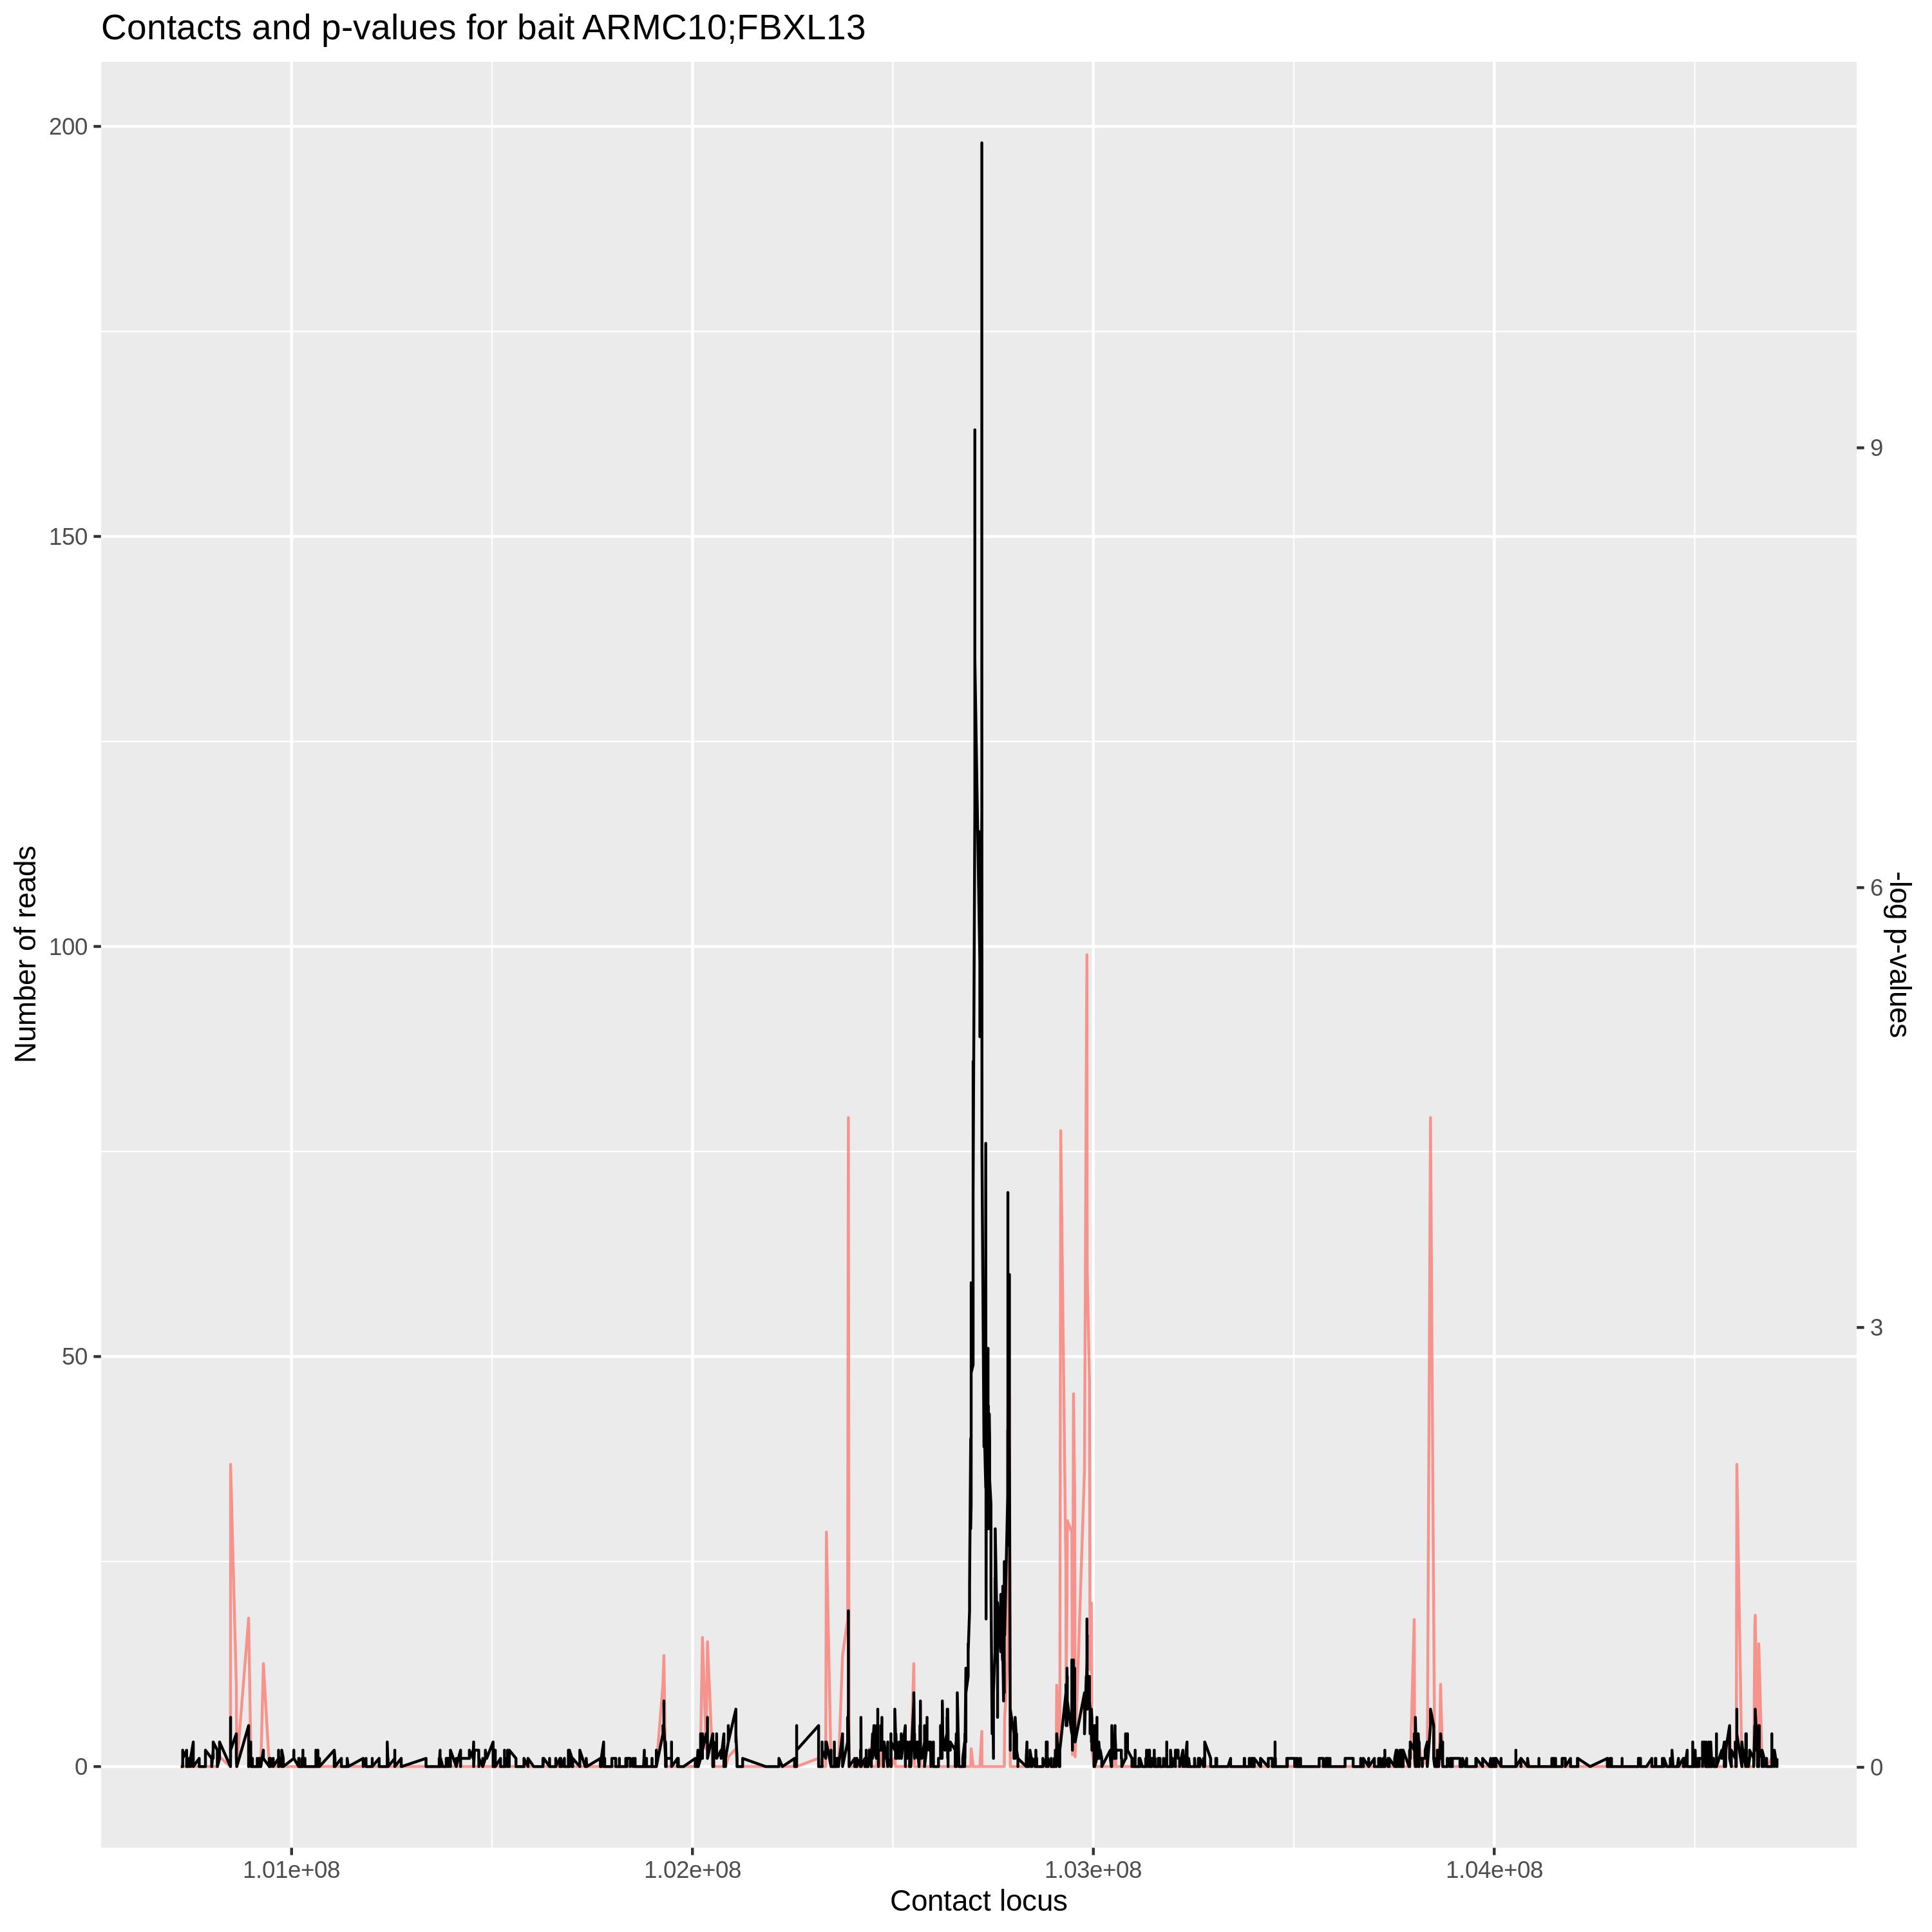 Contacts and p-values for bait ARMC10;FBXL13
200
150
100
50
0
9
6
3
0
Number of reads
-log p-values
1.01e+08
1.02e+08
1.03e+08
1.04e+08
Contact locus